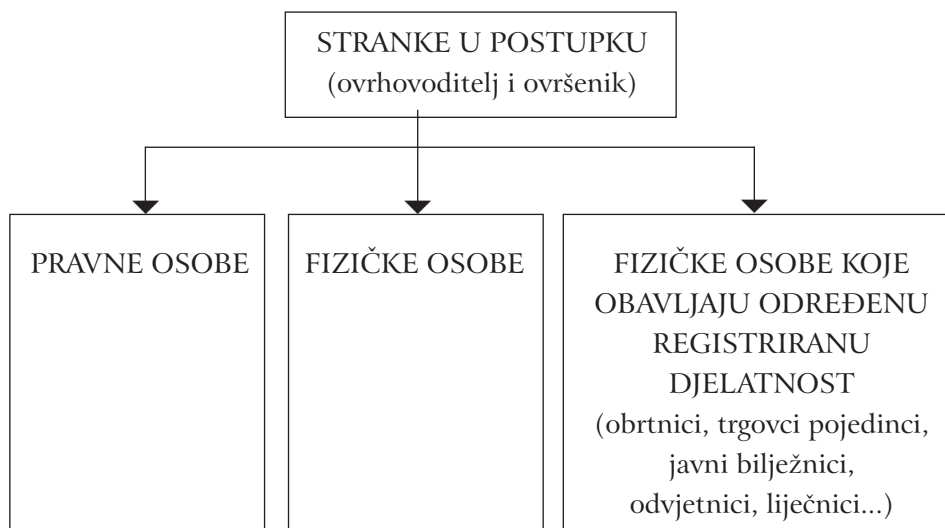 STRANKE U POSTUPKU
(ovrhovoditelj i ovršenik)
PRAVNE OSOBE
FIZIČKE OSOBE
FIZIČKE OSOBE KOJE
OBAVLJAJU ODREĐENU
REGISTRIRANU
DJELATNOST
(obrtnici, trgovci pojedinci,
javni bilježnici,
odvjetnici, liječnici...)